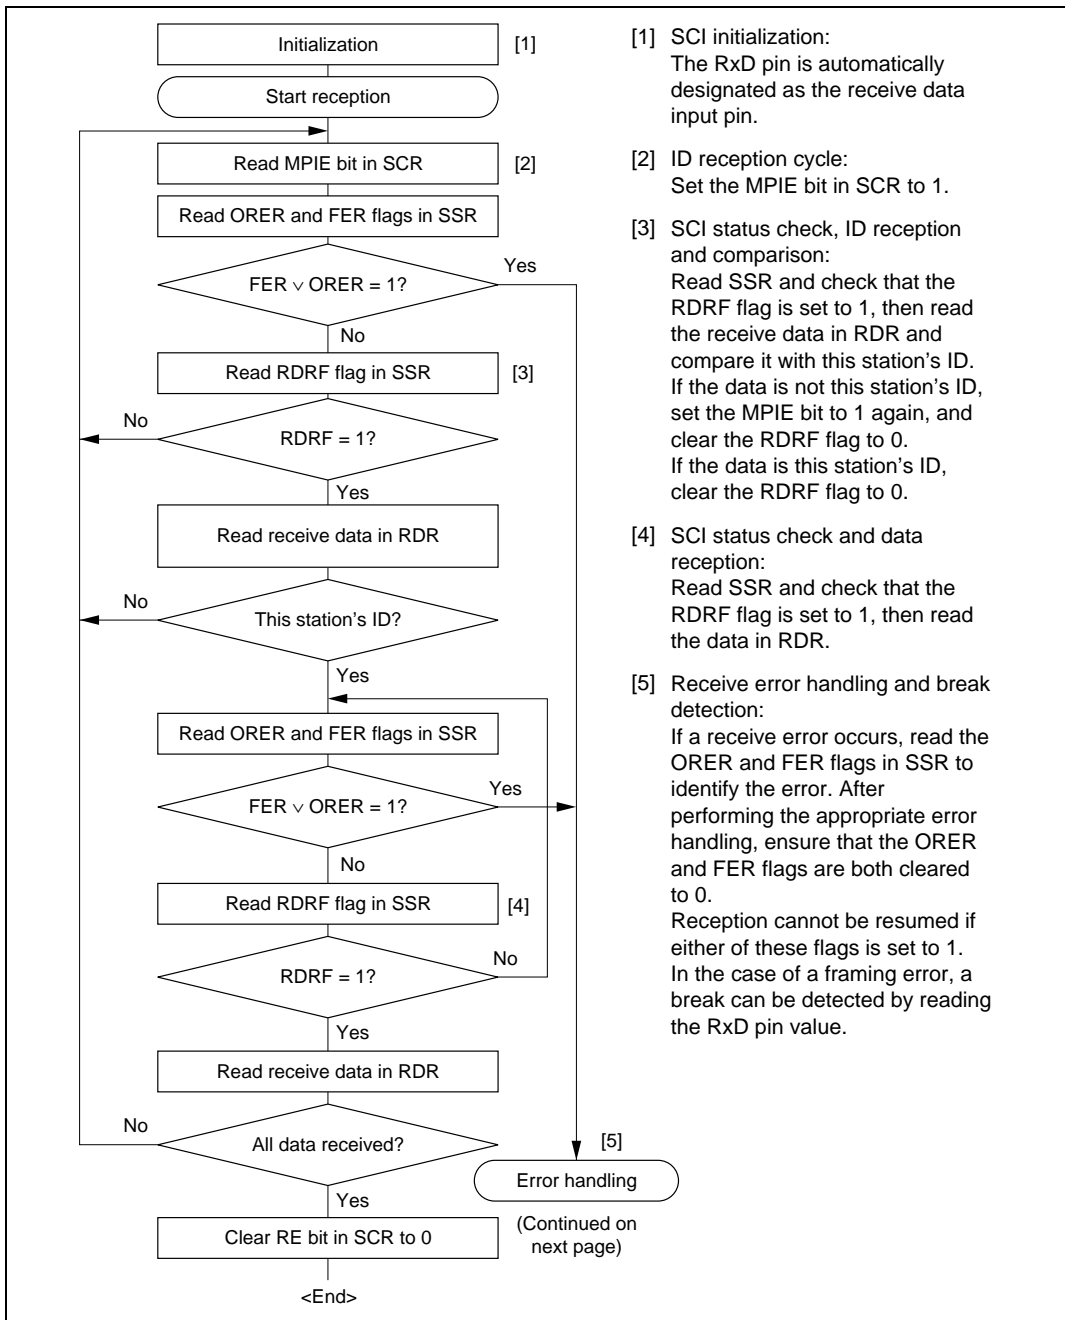 Initialization
[1]
Start reception
Read MPIE bit in SCR
[2]
Read ORER and FER flags in SSR
Yes
FER ∨ ORER = 1?
No
Read RDRF flag in SSR
[3]
No
RDRF = 1?
Yes
Read receive data in RDR
No
This station's ID?
Yes
Read ORER and FER flags in SSR
Yes
FER ∨ ORER = 1?
No
Read RDRF flag in SSR
[4]
No
RDRF = 1?
Yes
Read receive data in RDR
No
All data received?
[5]
Error handling
Yes
(Continued on
next page)
Clear RE bit in SCR to 0
<End>
[1] SCI initialization:
The RxD pin is automatically
designated as the receive data
input pin.
[2] ID reception cycle:
Set the MPIE bit in SCR to 1.
[3] SCI status check, ID reception
and comparison:
Read SSR and check that the
RDRF flag is set to 1, then read
the receive data in RDR and
compare it with this station's ID.
If the data is not this station's ID,
set the MPIE bit to 1 again, and
clear the RDRF flag to 0.
If the data is this station's ID,
clear the RDRF flag to 0.
[4] SCI status check and data
reception:
Read SSR and check that the
RDRF flag is set to 1, then read
the data in RDR.
[5] Receive error handling and break
detection:
If a receive error occurs, read the
ORER and FER flags in SSR to
identify the error. After
performing the appropriate error
handling, ensure that the ORER
and FER flags are both cleared
to 0.
Reception cannot be resumed if
either of these flags is set to 1.
In the case of a framing error, a
break can be detected by reading
the RxD pin value.